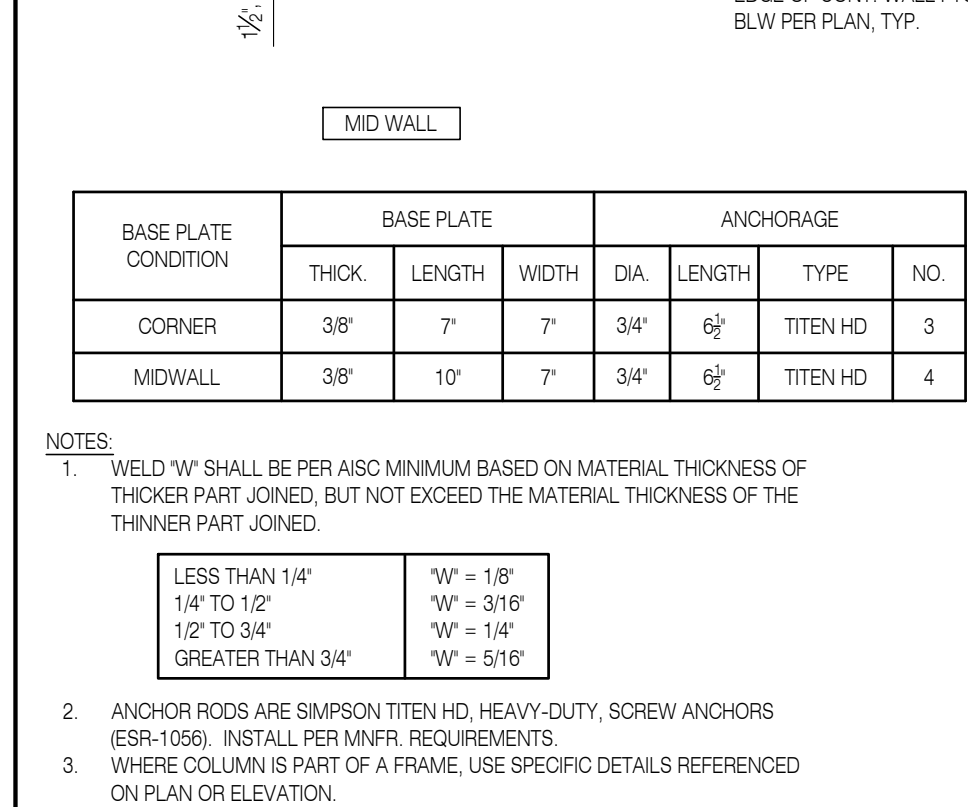 1½",
BLW PER PLAN, TYP.
MID WALL
BASE PLATE CONDITION BASE PLATE ANCHORAGE
THICK. LENGTH WIDTH DIA. LENGTH TYPE NO.
CORNER 3/8" 7" 7" 3/4" 6½" TITEN HD 3
MIDWALL 3/8" 10" 7" 3/4" 6½" TITEN HD 4
NOTES:
1. WELD "W" SHALL BE PER AISC MINIMUM BASED ON MATERIAL THICKNESS OF
THICKER PART JOINED, BUT NOT EXCEED THE MATERIAL THICKNESS OF THE
THINNER PART JOINED.
LESS THAN 1/4" "W" = 1/8"
1/4" TO 1/2" "W" = 3/16"
1/2" TO 3/4" "W" = 1/4"
GREATER THAN 3/4" "W" = 5/16"
2. ANCHOR RODS ARE SIMPSON TITEN HD, HEAVY-DUTY, SCREW ANCHORS
(ESR-1056). INSTALL PER MNFR. REQUIREMENTS.
3. WHERE COLUMN IS PART OF A FRAME, USE SPECIFIC DETAILS REFERENCED
ON PLAN OR ELEVATION.